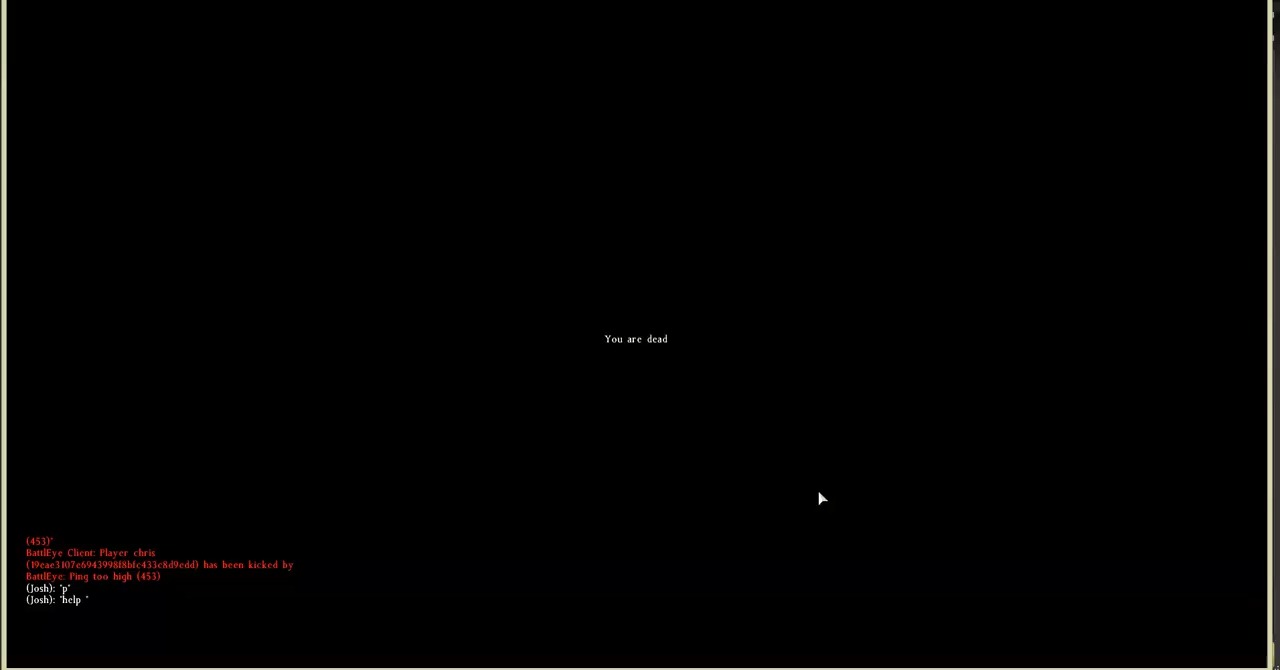 You are dead
(453)"
BattlEye Client: Player chris
(19eae3107e6943998f8bfc433c8d9edd) has been kicked by
BattlEye: Ping too high (453)
(Josh): "p"
(Josh): "help "